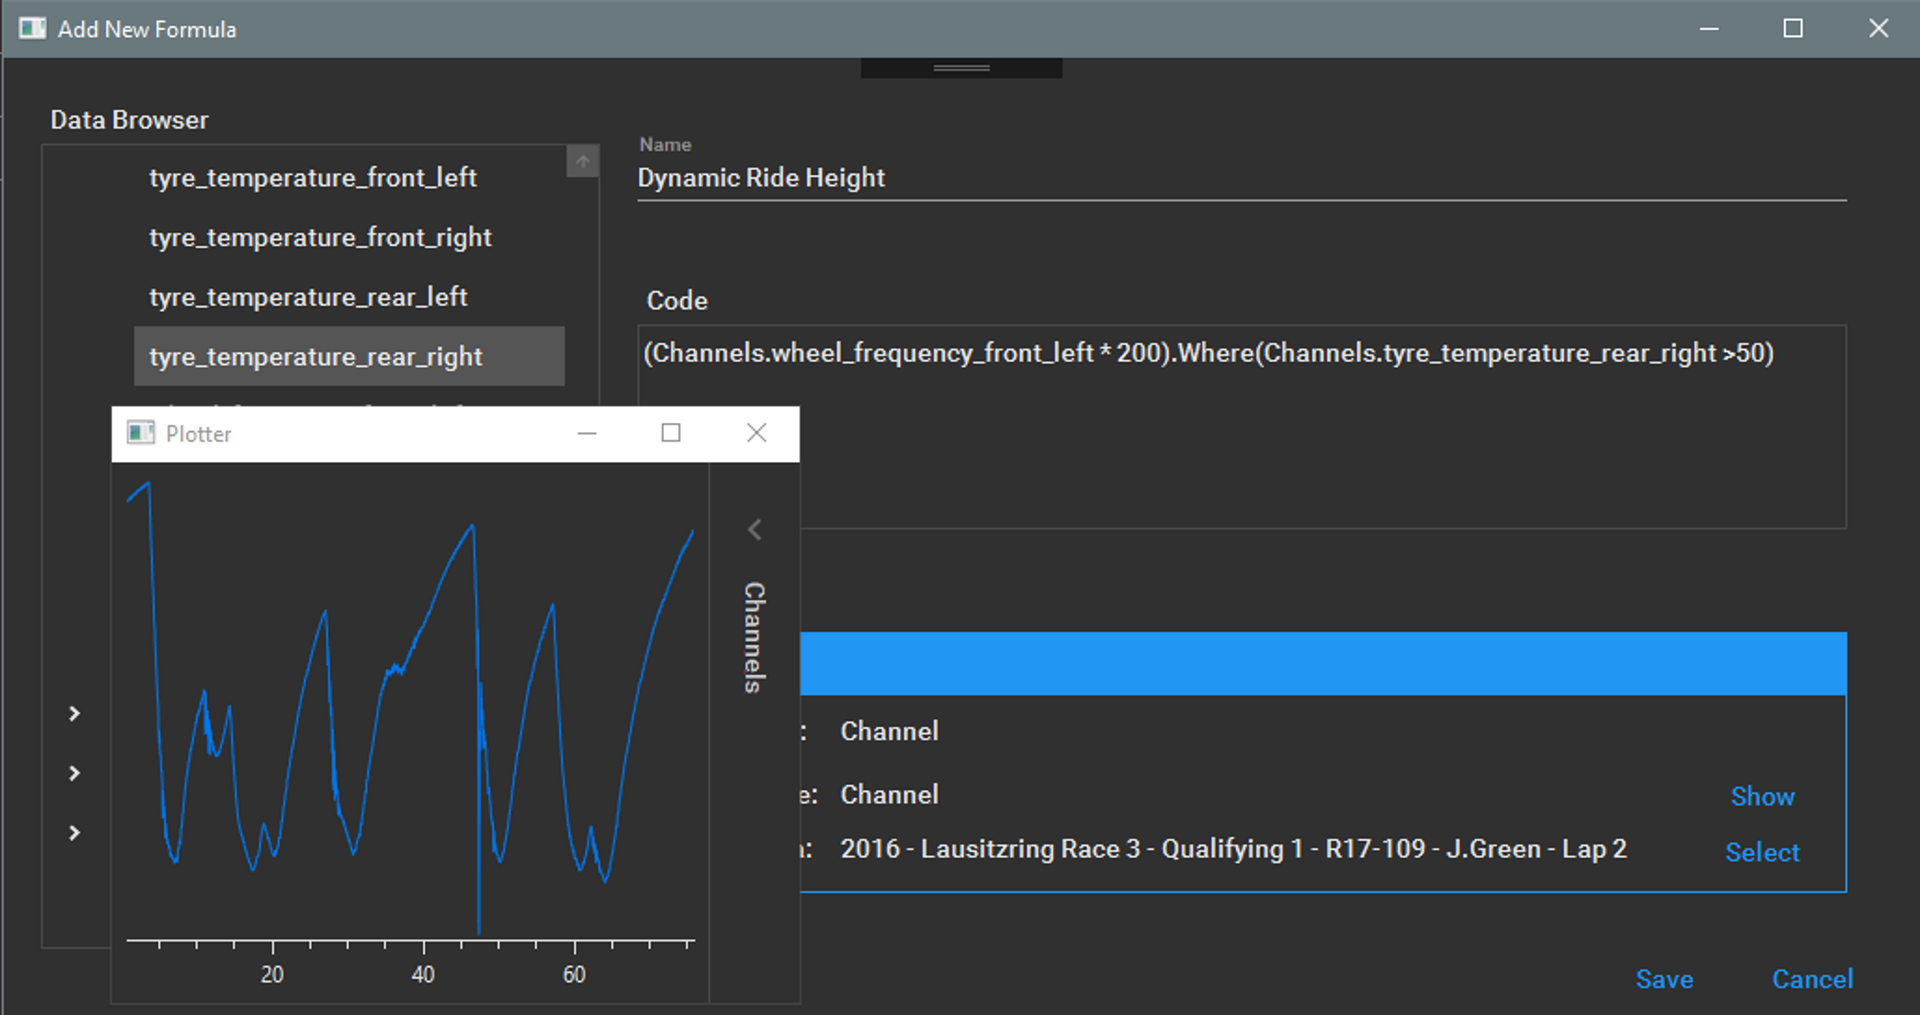 Add New Formula
Data Browser
tyre_temperature_front_left
tyre_temperature_front_right
tyre_temperature_rear_left
tyre_temperature_rear_right
Name
Dynamic Ride Height
Code
(Channels.wheel_frequency_front_left * 200).Where(Channels.tyre_temperature_rear_right >50)
Plotter
Channels
20
40
60
: Channel
e: Channel
Show
: 2016 - Lausitzring Race 3 - Qualifying 1 - R17-109 - J.Green - Lap 2
Select
Save
Cancel